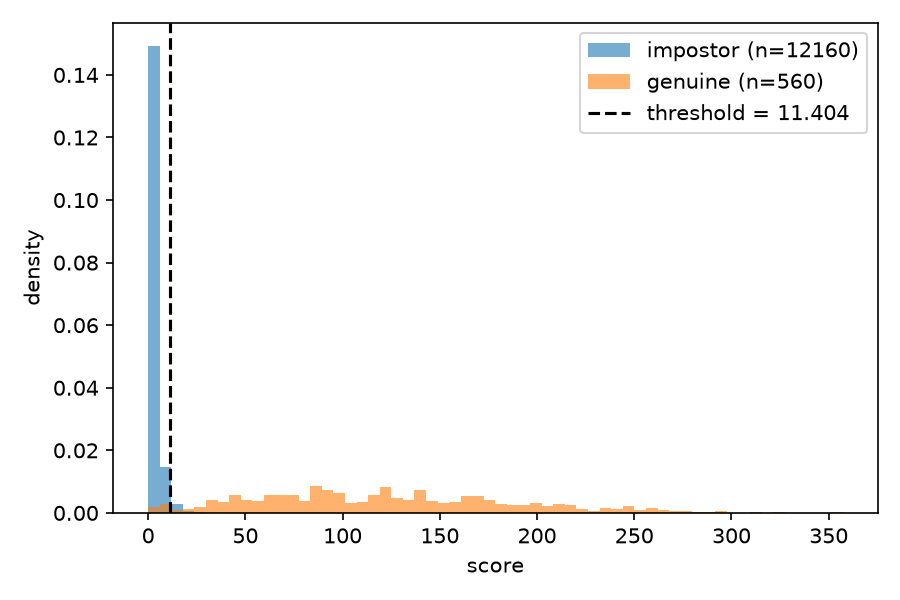 impostor (n=12160)
genuine (n=560)
threshold = 11.404
density
0.14
0.12
0.10
0.08
0.06
0.04
0.02
0.00
0 50 100 150 200 250 300 350
score